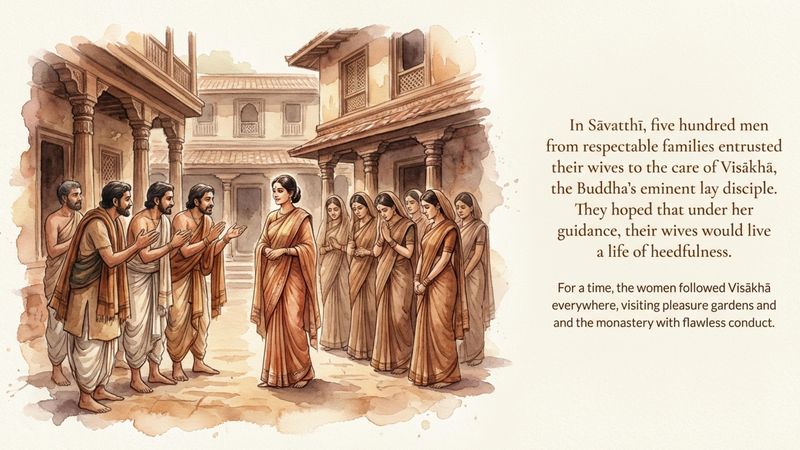 In Sāvatthī, five hundred men
from respectable families entrusted
their wives to the care of Visākhā,
the Buddha's eminent lay disciple.
They hoped that under her
guidance, their wives would live
a life of heedfulness.
For a time, the women followed Visākhā
everywhere, visiting pleasure gardens and
and the monastery with flawless conduct.